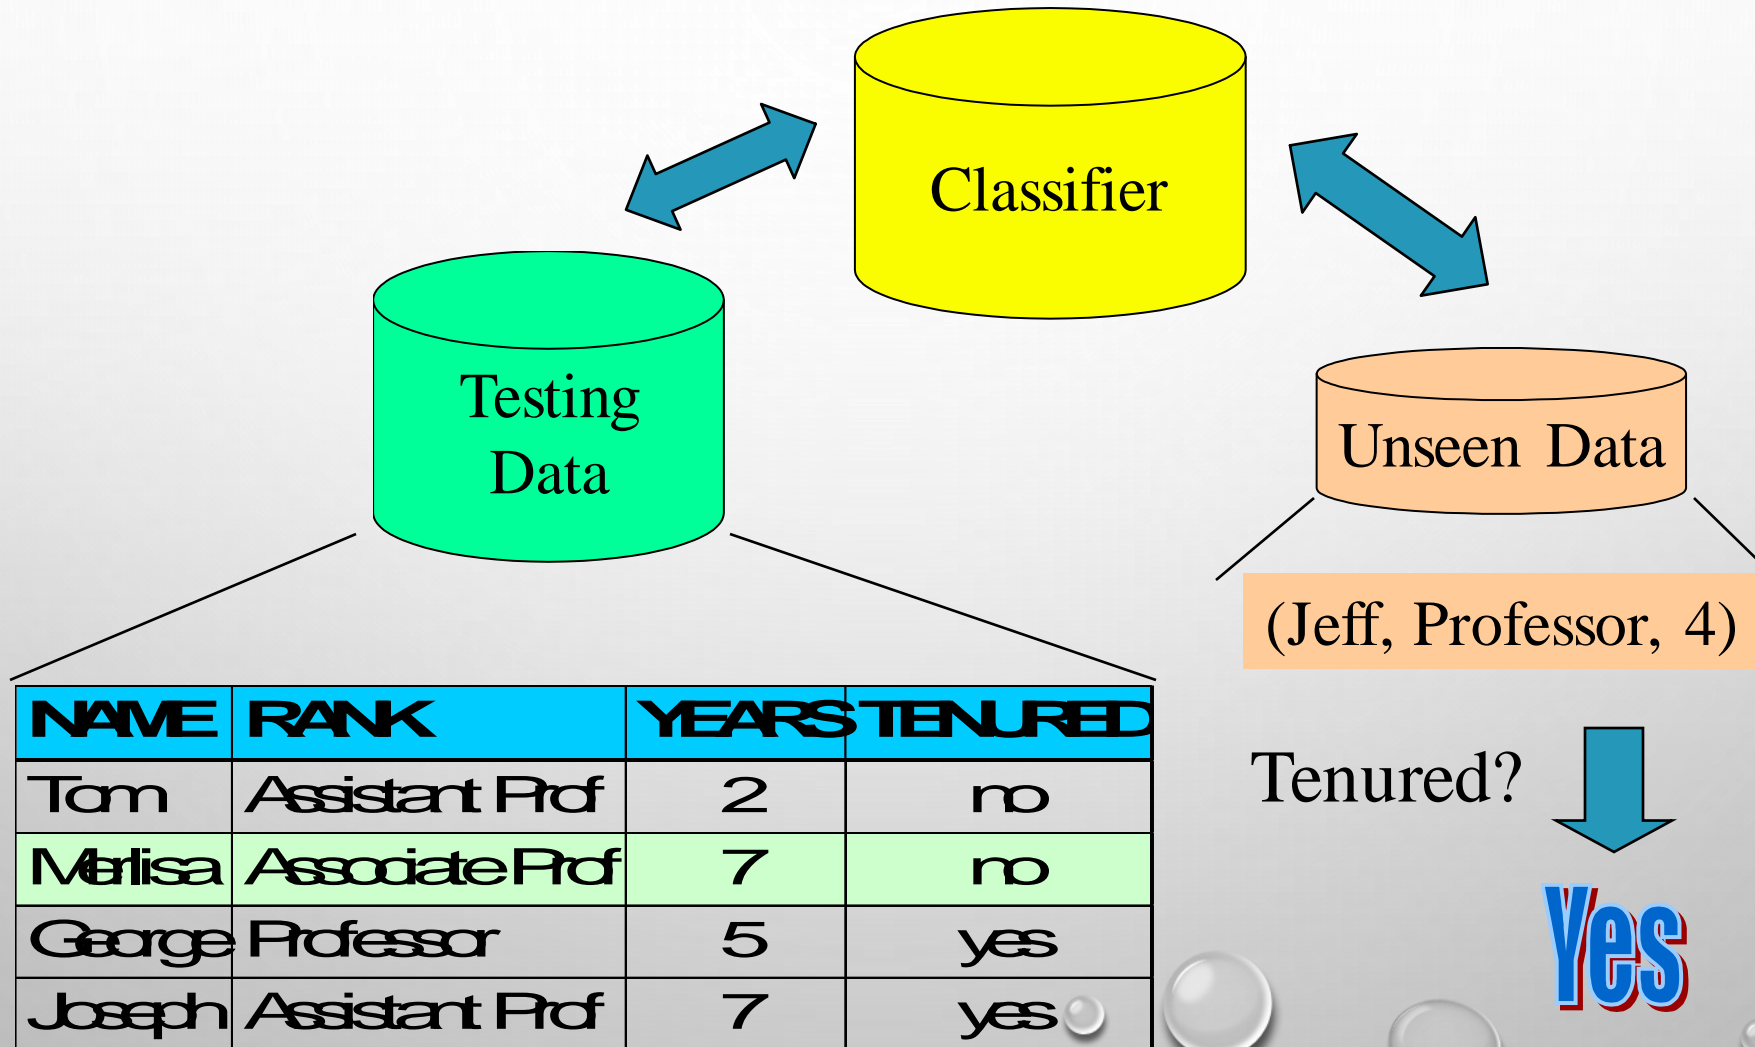 Classifier
Testing
Data
Unseen Data
(Jeff, Professor, 4)
NAME RANK YEARS TENURED
Tom Assistant Prof 2 no
Merlisa Associate Prof 7 no
George Professor 5 yes
Joseph Assistant Prof 7 yes
Tenured?
Yes